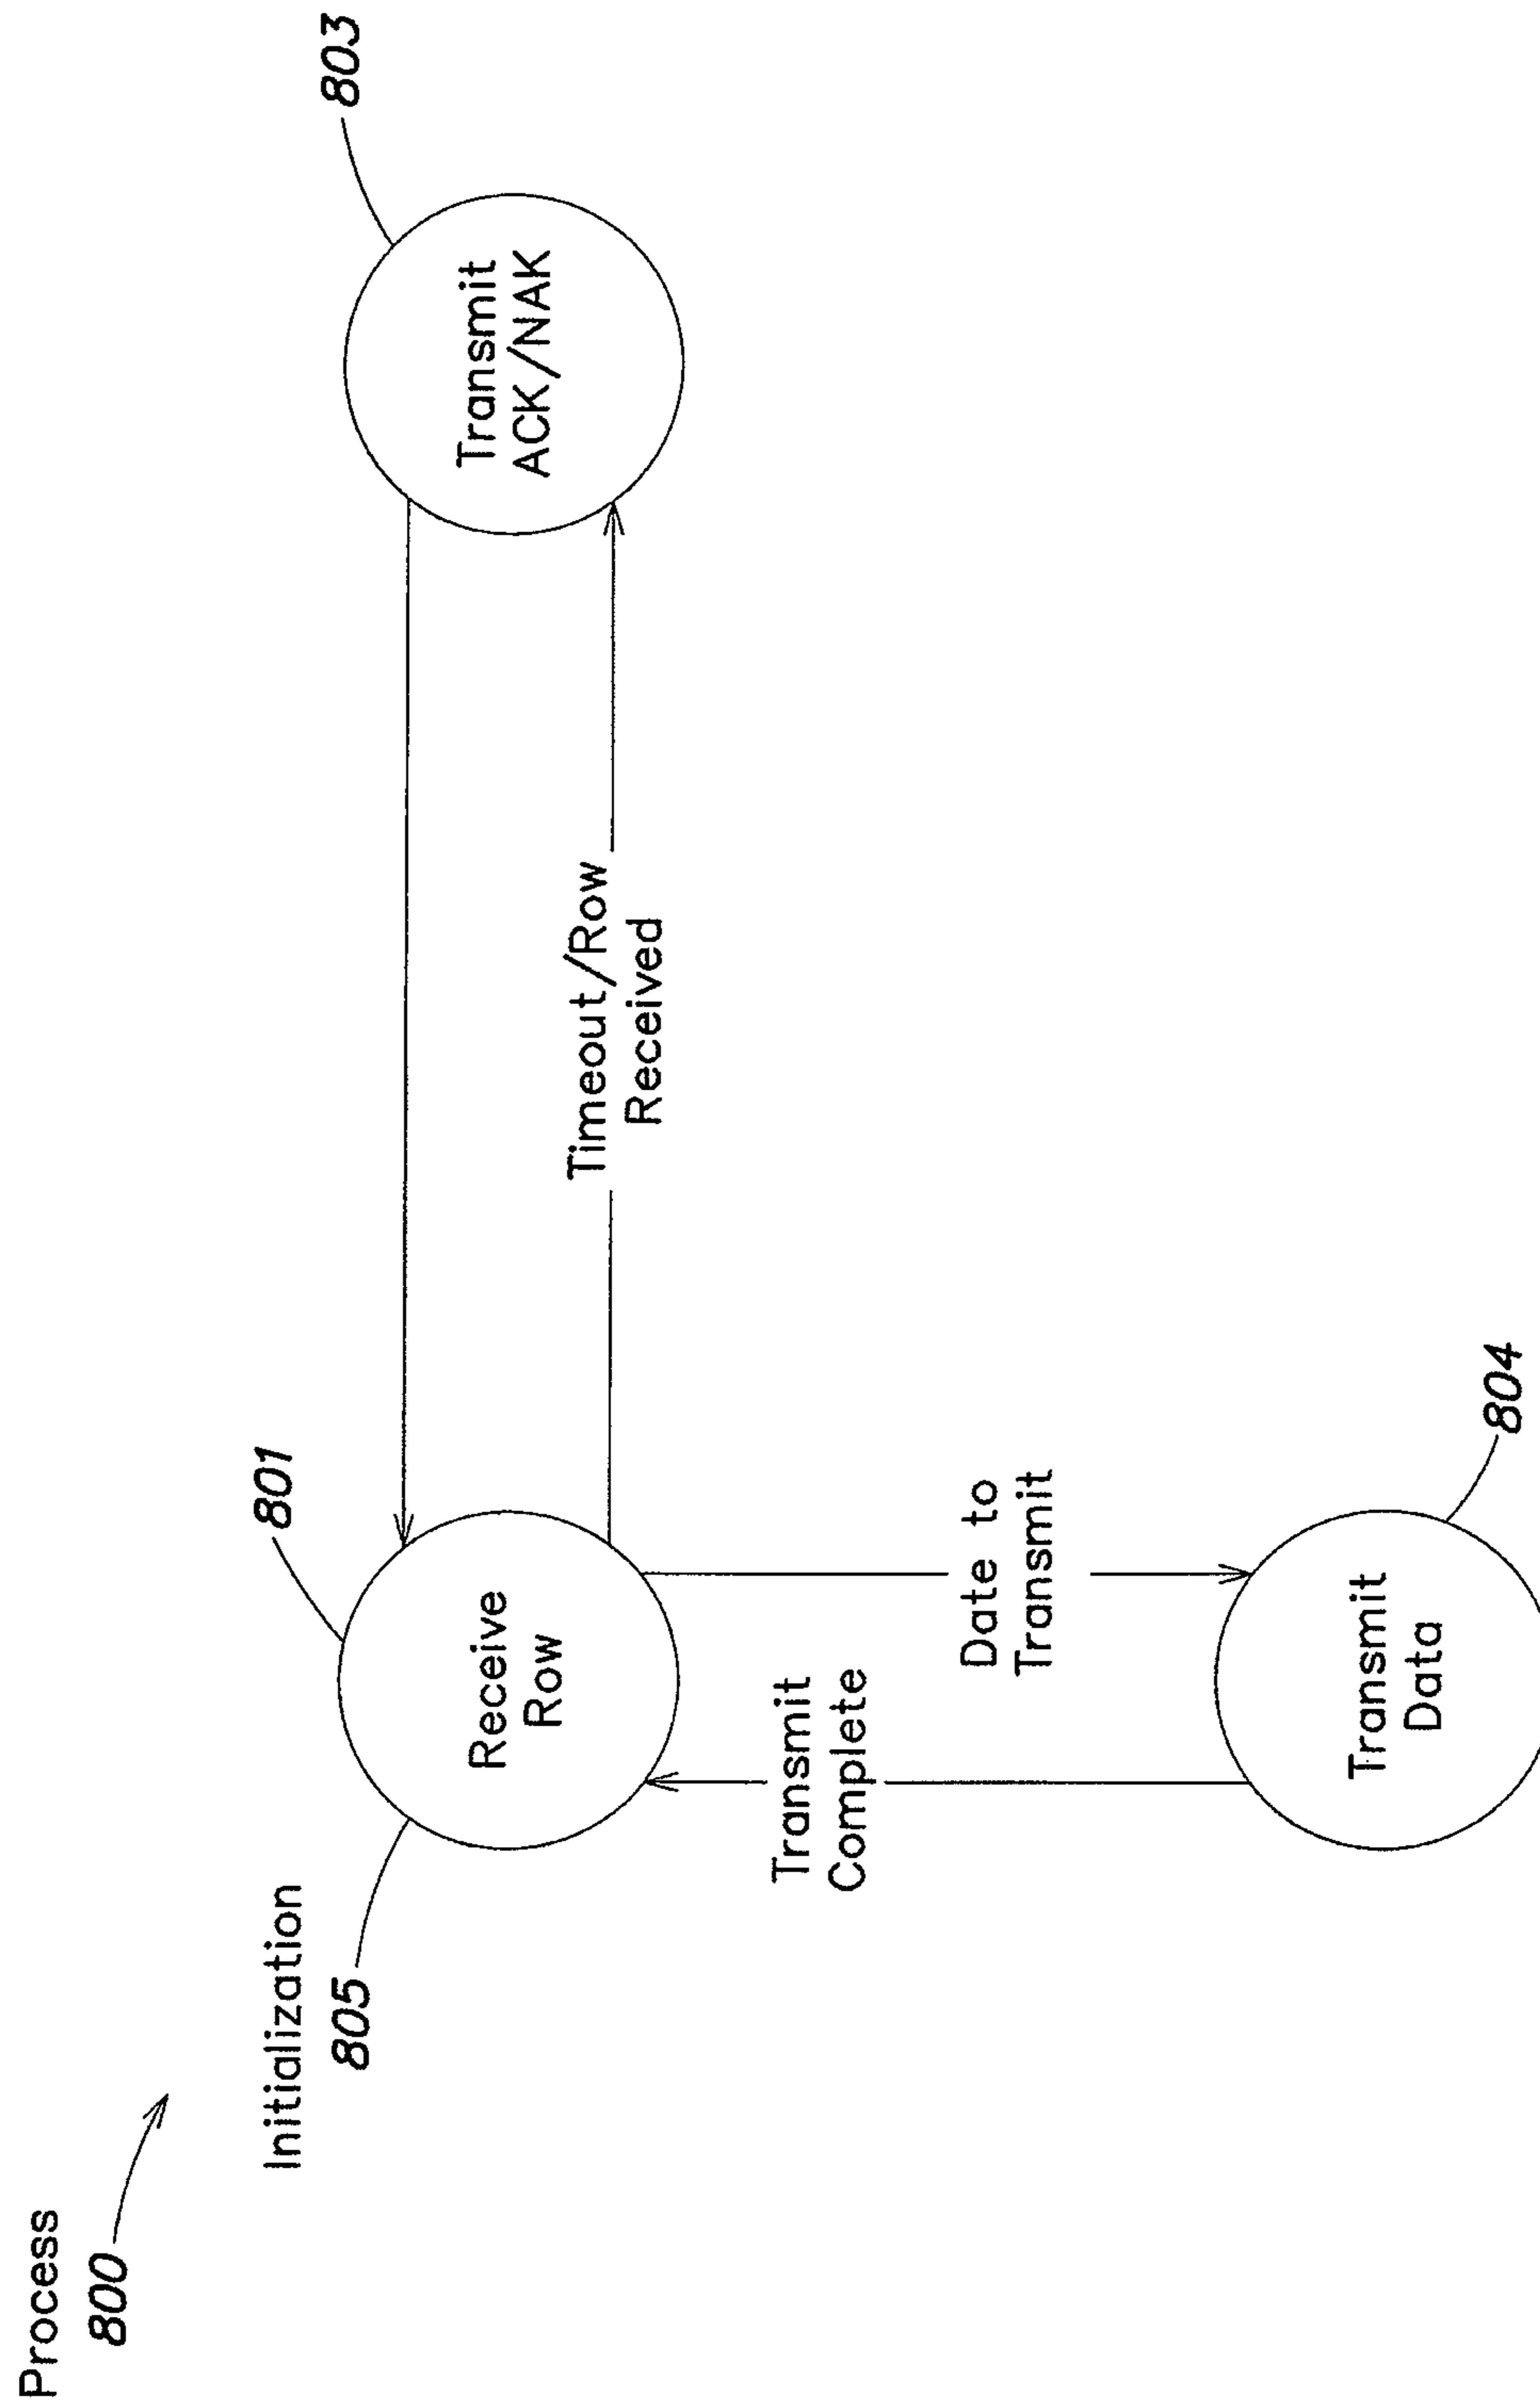 Process
800
Initialization
805
801
803
Receive
Row
Transmit
ACK/NAK
Timeout/Row
Received
Transmit
Complete
Date to
Transmit
Transmit
Data
804